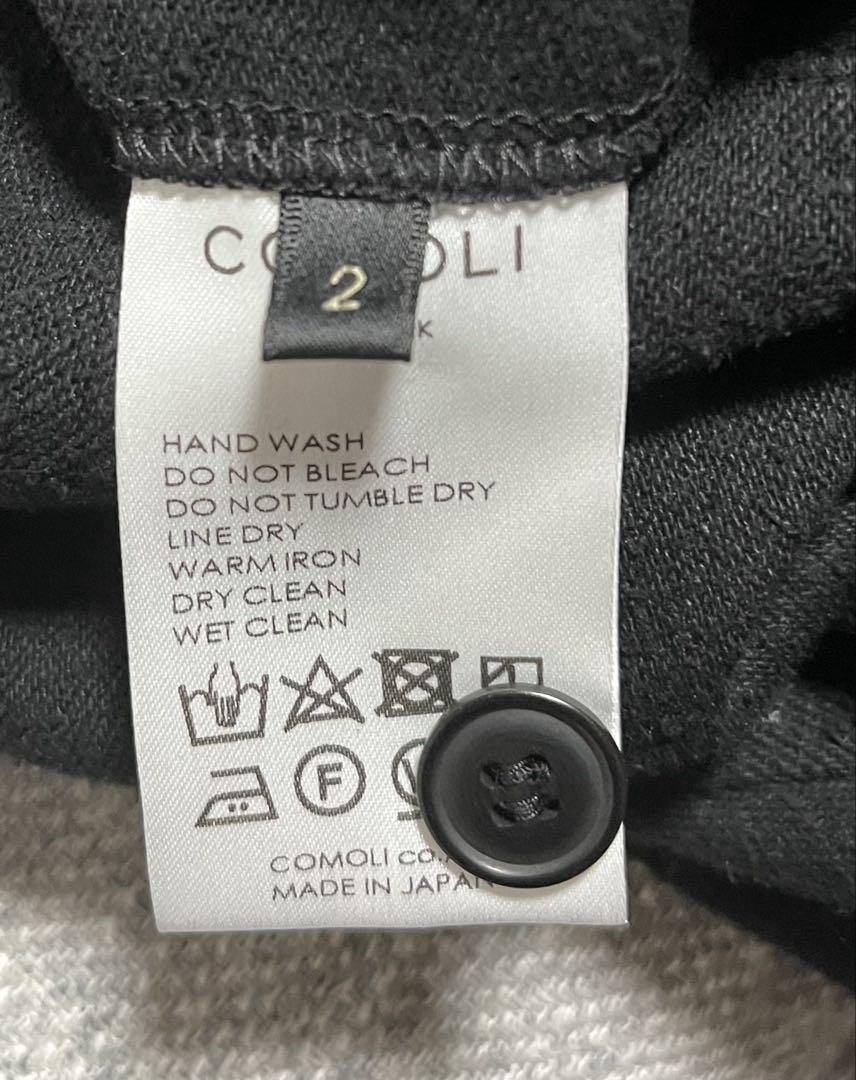 2
HAND WASH
DO NOT BLEACH
DO NOT TUMBLE DRY
LINE DRY
WARM IRON
DRY CLEAN
WET CLEAN
F
COMOLI
MADE IN JAPAN